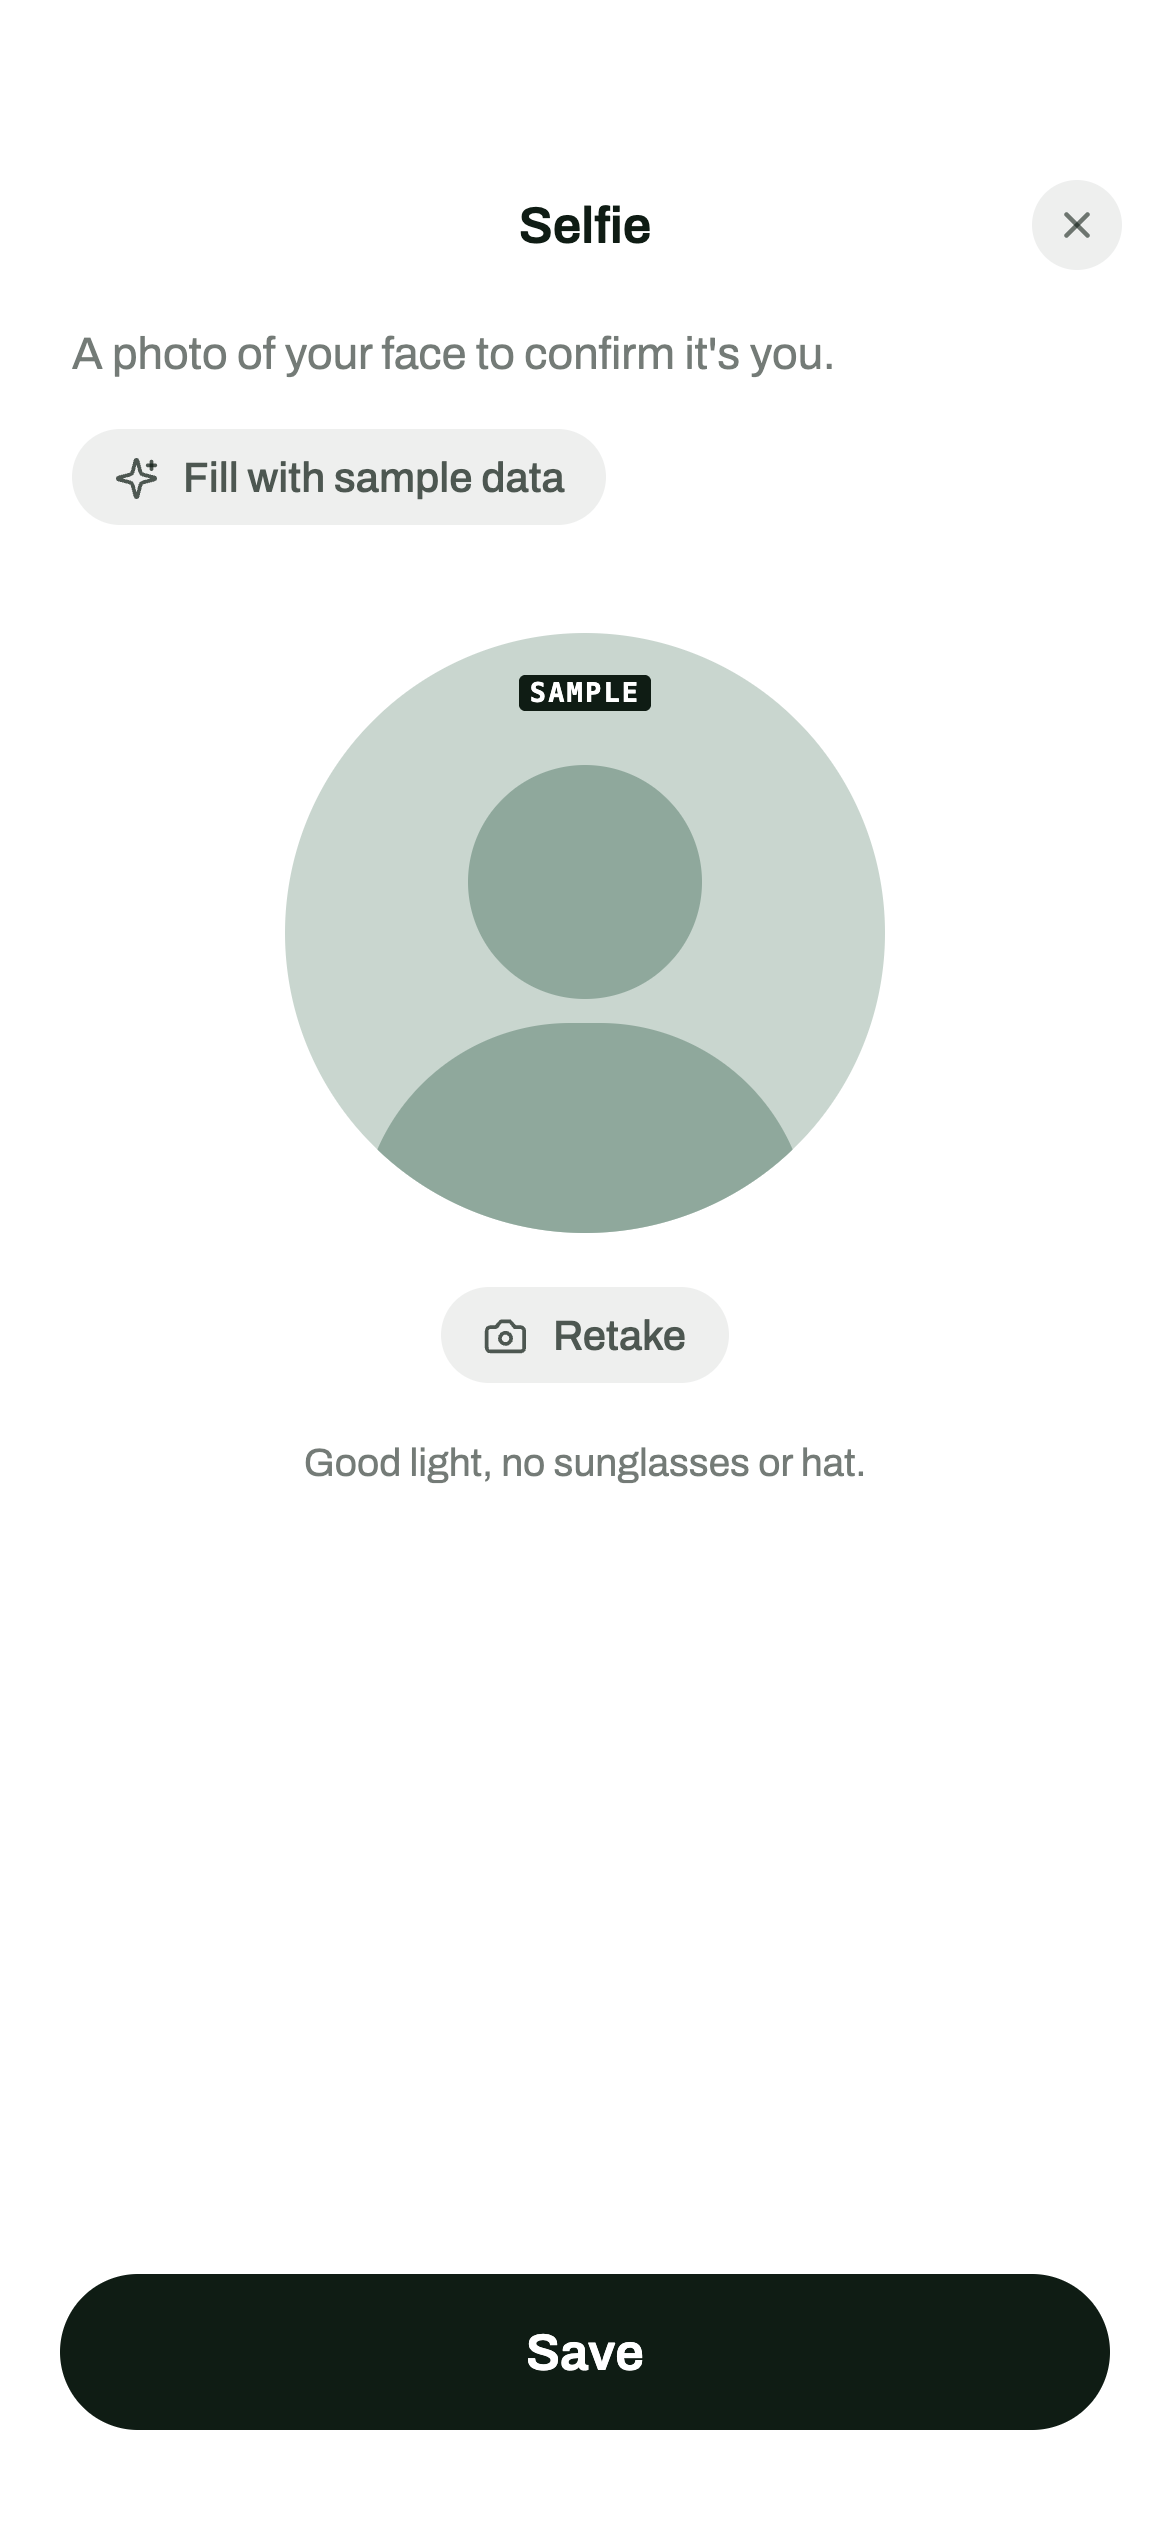 Selfie
A photo of your face to confirm it's you.
Fill with sample data
SAMPLE
Retake
Good light, no sunglasses or hat.
Save